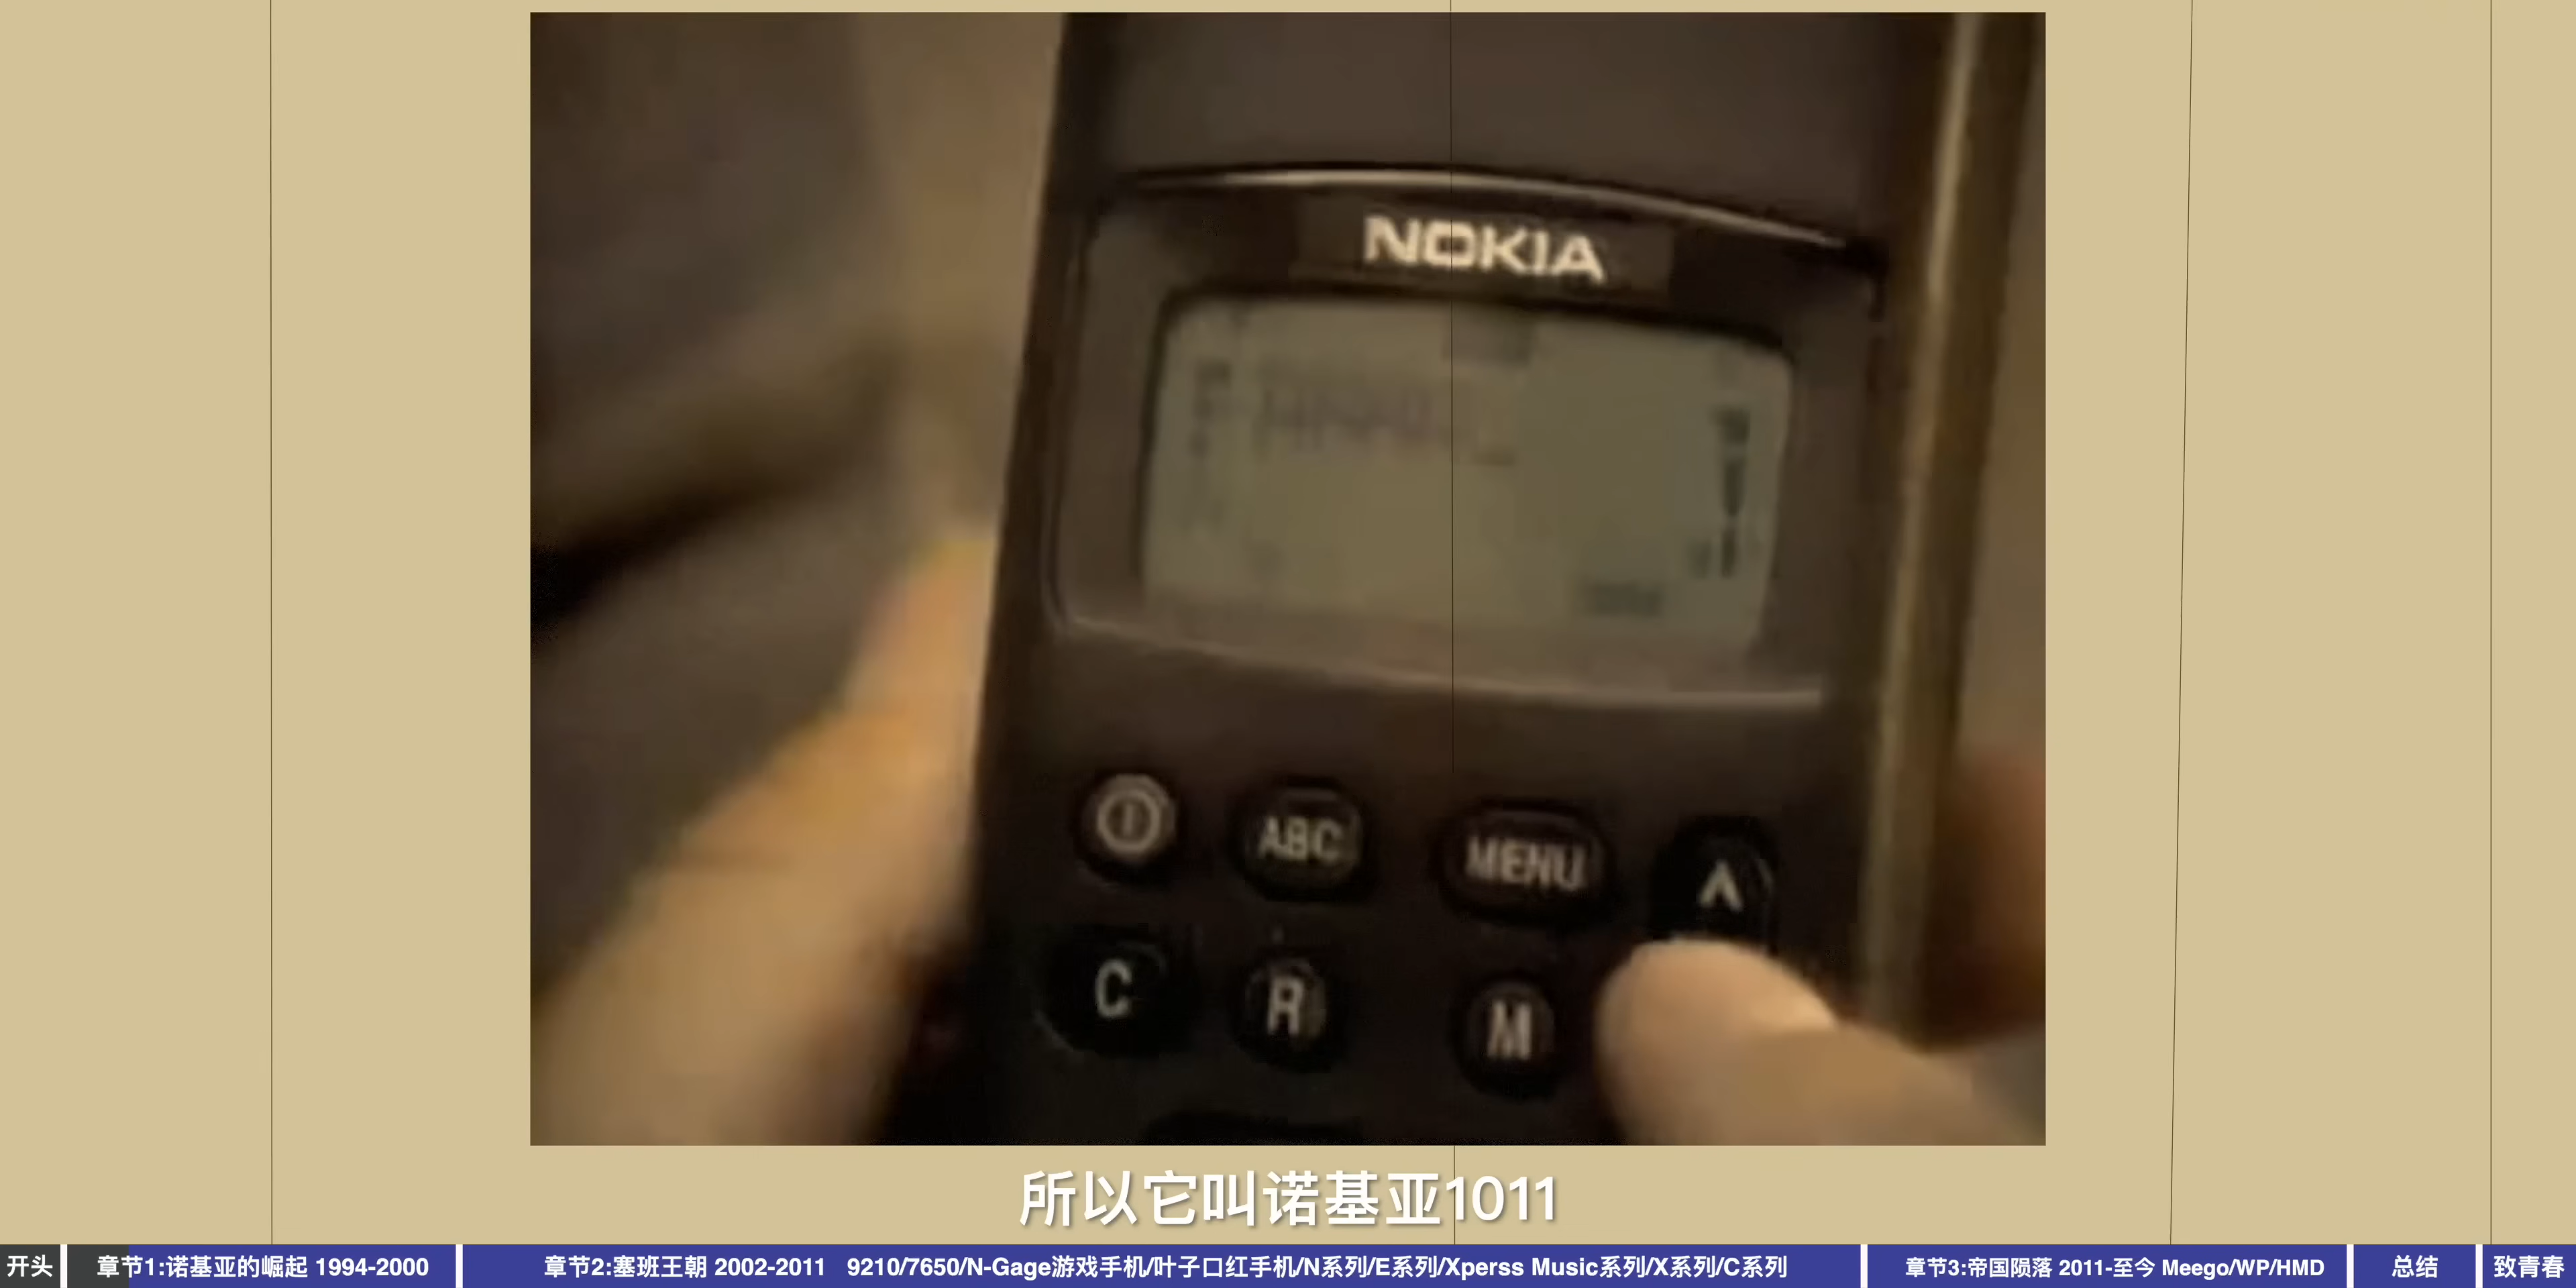 NOKIA
ABC
MENU
C
R
M
所以它叫诺基亚1011
开头
章节1:诺基亚的崛起 1994-2000
章节2:塞班王朝 2002-2011 9210/7650/N-Gage游戏手机/叶子口红手机/N系列/E系列/Xperss Music系列/X系列/C系列
章节3:帝国陨落 2011-至今 Meego/WP/HMD
总结
致青春